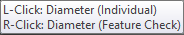 L-Click: Diameter (Individual)
R-Click: Diameter (Feature Check)